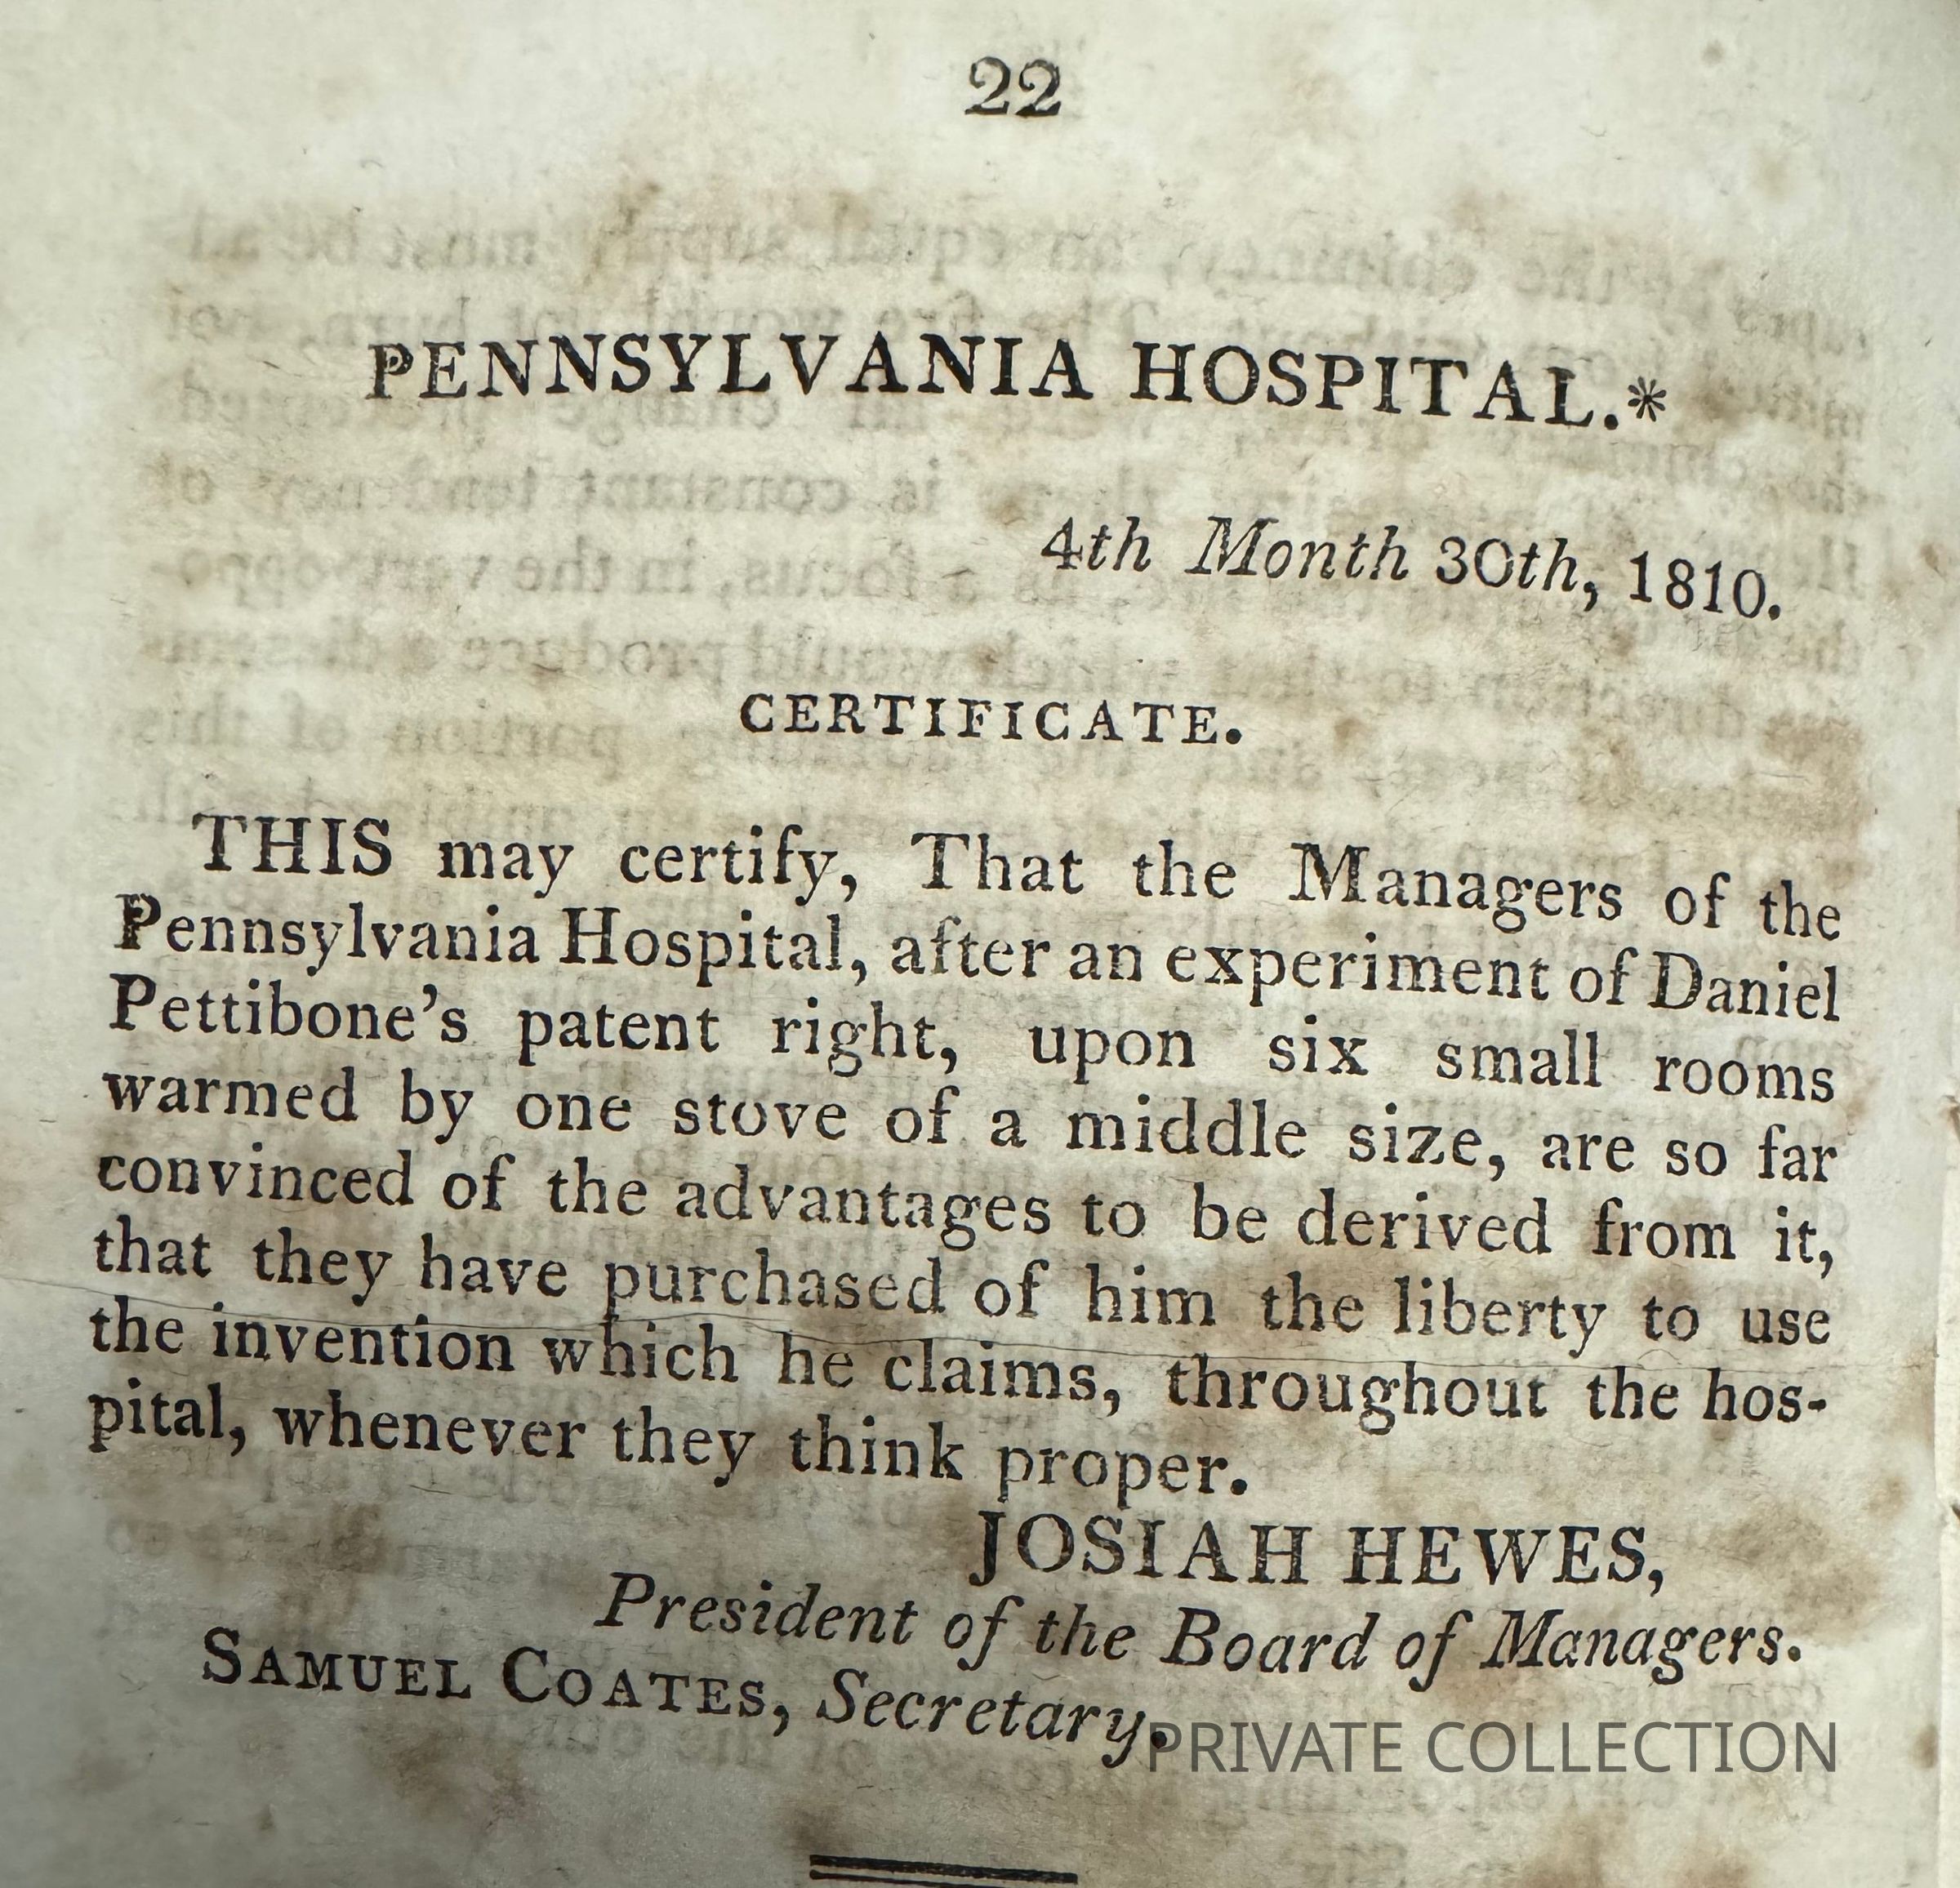 22
PENNSYLVANIA HOSPITAL.*
4th Month 30th, 1810.
CERTIFICATE.
THIS may certify, That the Managers of the
Pennsylvania Hospital, after an experiment of Daniel
Pettibone's patent right, upon six small rooms
warmed by one stove of a middle size, are so far
convinced of the advantages to be derived from it,
that they have purchased of him the liberty to use
the invention which he claims, throughout the hos-
pital, whenever they think proper.
JOSIAH HEWES,
President of the Board of Managers.
SAMUEL COATES, Secretary.
PRIVATE COLLECTION